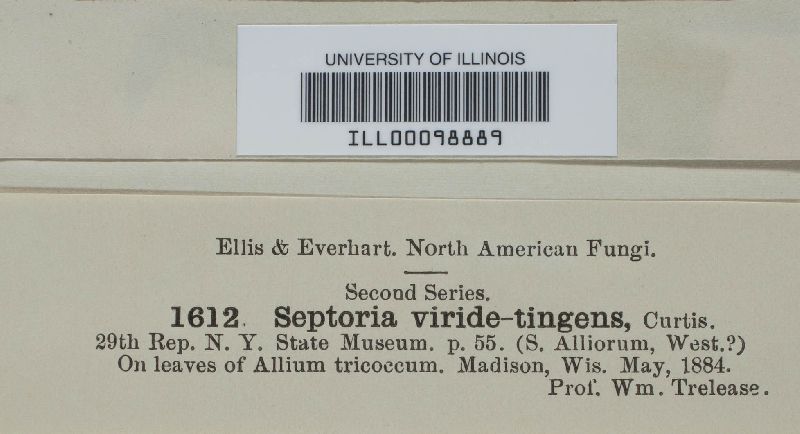 UNIVERSITY OF ILLINOIS
ILL00098889
Ellis & Everhart. North American Fungi.
Second Series.
1612. Septoria viride-tingens, Curtis.
29th Rep. N. Y. State Museum. p. 55. (S. Alliorum, West.?)
On leaves of Allium tricoccum. Madison, Wis. May, 1884.
Prof. Wm. Trelease.